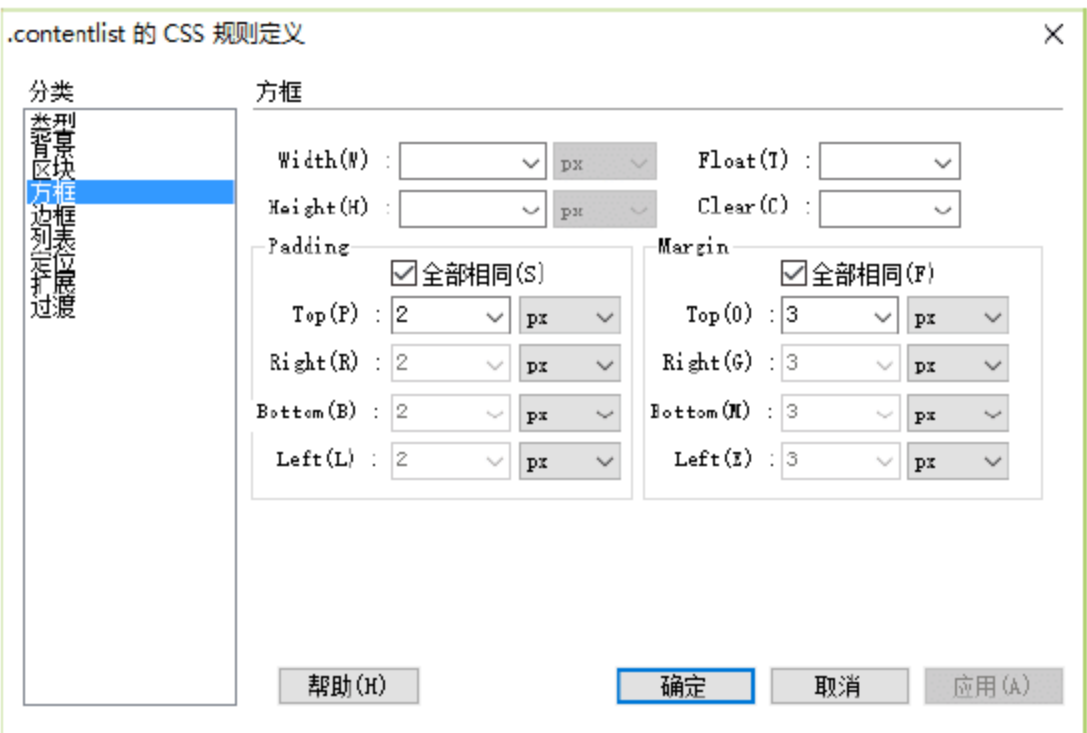 .contentlist 的 CSS 规则定义
分类
类型
背景
区块
方框
边框
列表
定位
扩展
过渡
方框
Width(W) : px Float(T) :
Height(H) : px Clear(C) :
Padding
全部相同(S)
Top(P) : 2 px
Right(R) : 2 px
Bottom(B) : 2 px
Left(L) : 2 px
Margin
全部相同(F)
Top(O) : 3 px
Right(G) : 3 px
Bottom(M) : 3 px
Left(E) : 3 px
帮助(H) 确定 取消 应用(A)